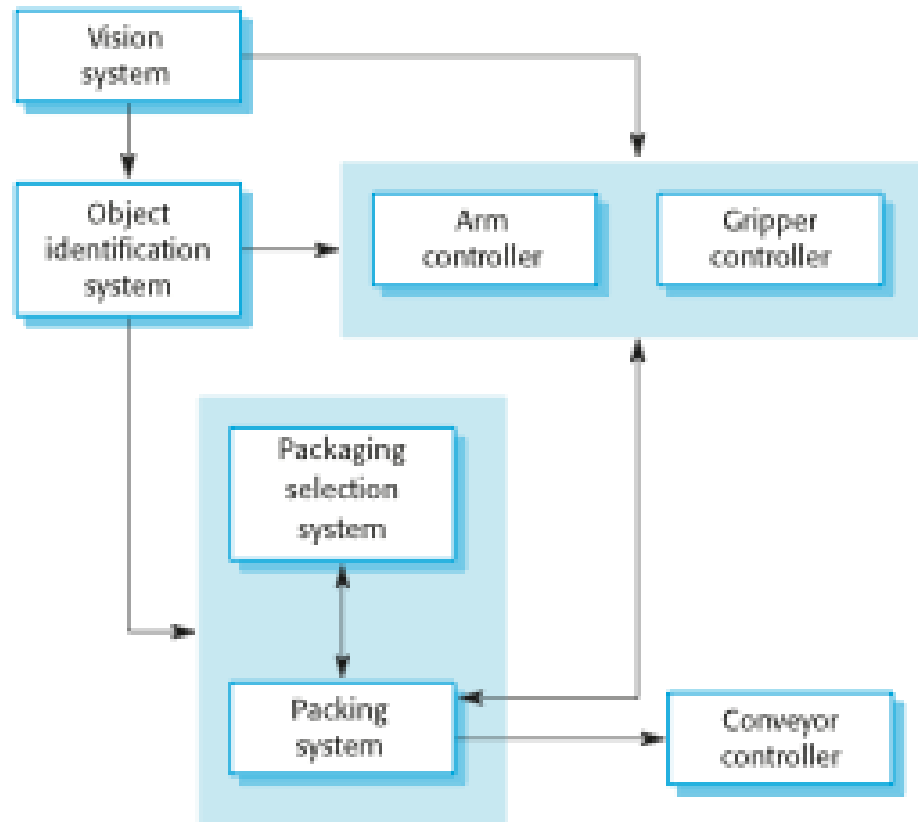 Vision
system
Object
identification
system
Arm
controller
Gripper
controller
Packaging
selection
system
Packing
system
Conveyor
controller